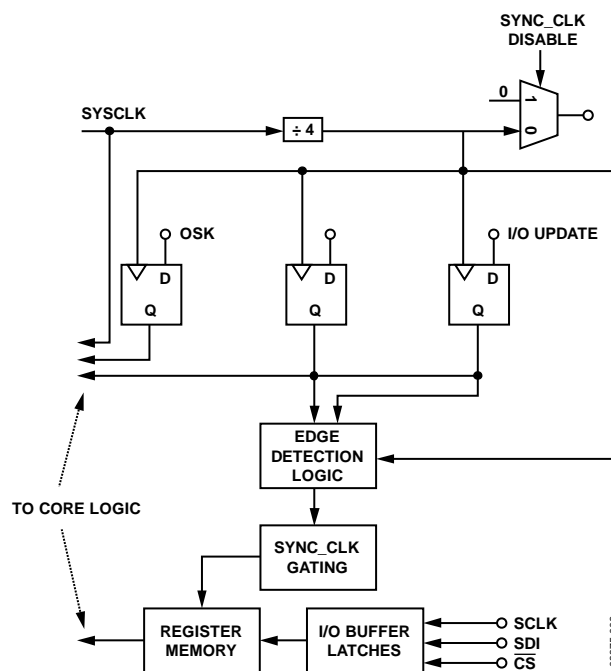 SYNC_CLK
DISABLE
0
1
0
SYSCLK
÷ 4
OSK
I/O UPDATE
D
D
D
Q
Q
Q
EDGE
DETECTION
LOGIC
TO CORE LOGIC
SYNC_CLK
GATING
REGISTER
MEMORY
I/O BUFFER
LATCHES
SCLK
SDI
CS